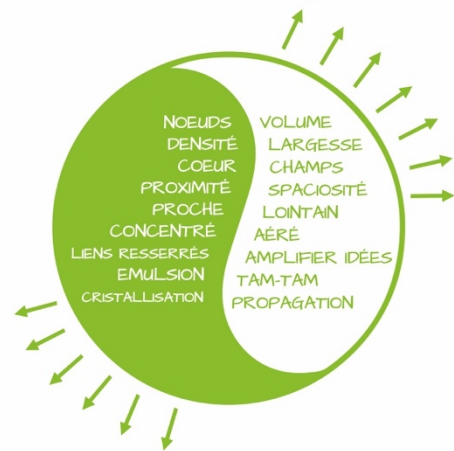 NOEUDS
DENSITÉ
COEUR
PROXIMITÉ
PROCHE
CONCENTRÉ
LIENS RESSERRÉS
EMULSION
CRISTALLISATION
VOLUME
LARGESSE
CHAMPS
SPACIOSITÉ
LOINTAIN
AÉRÉ
AMPLIFIER IDÉES
TAM-TAM
PROPAGATION